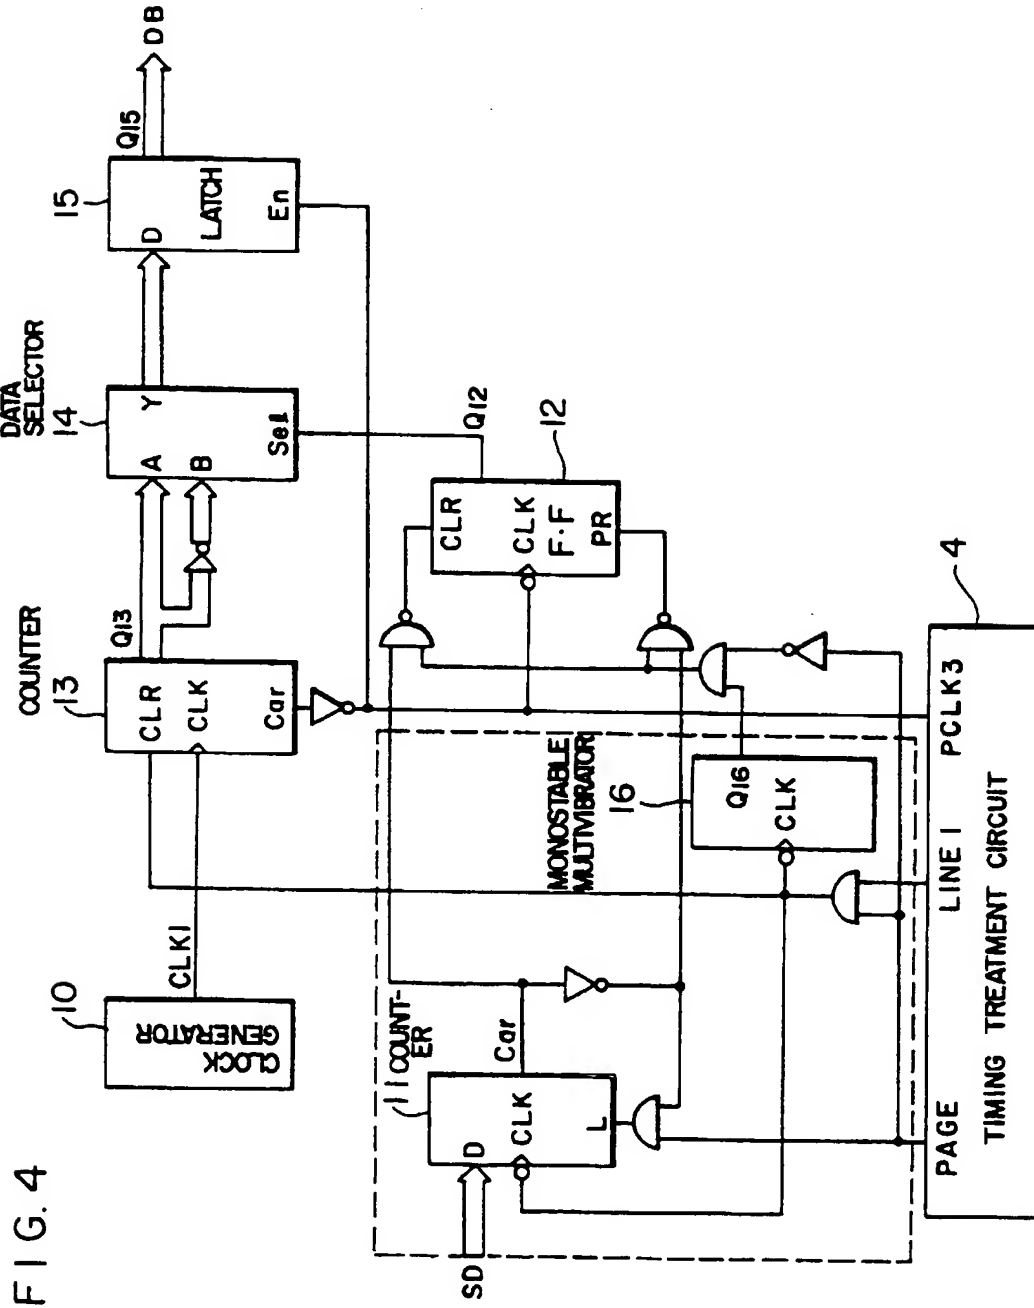 FIG. 4
10
CLOCK
GENERATOR
CLK1
COUNTER
13
CLR
CLK
Car
Q13
DATA
SELECTOR
14
A
B
Y
Sel
15
D
LATCH
En
Q15
DB
SD
11 COUNT-
ER
D
CLK
L
Car
MONOSTABLE
MULTIVIBRATOR
16
Q16
CLK
CLR
CLK
F·F
PR
Q12
12
PAGE
LINE 1
PCLK3
TIMING TREATMENT CIRCUIT
4